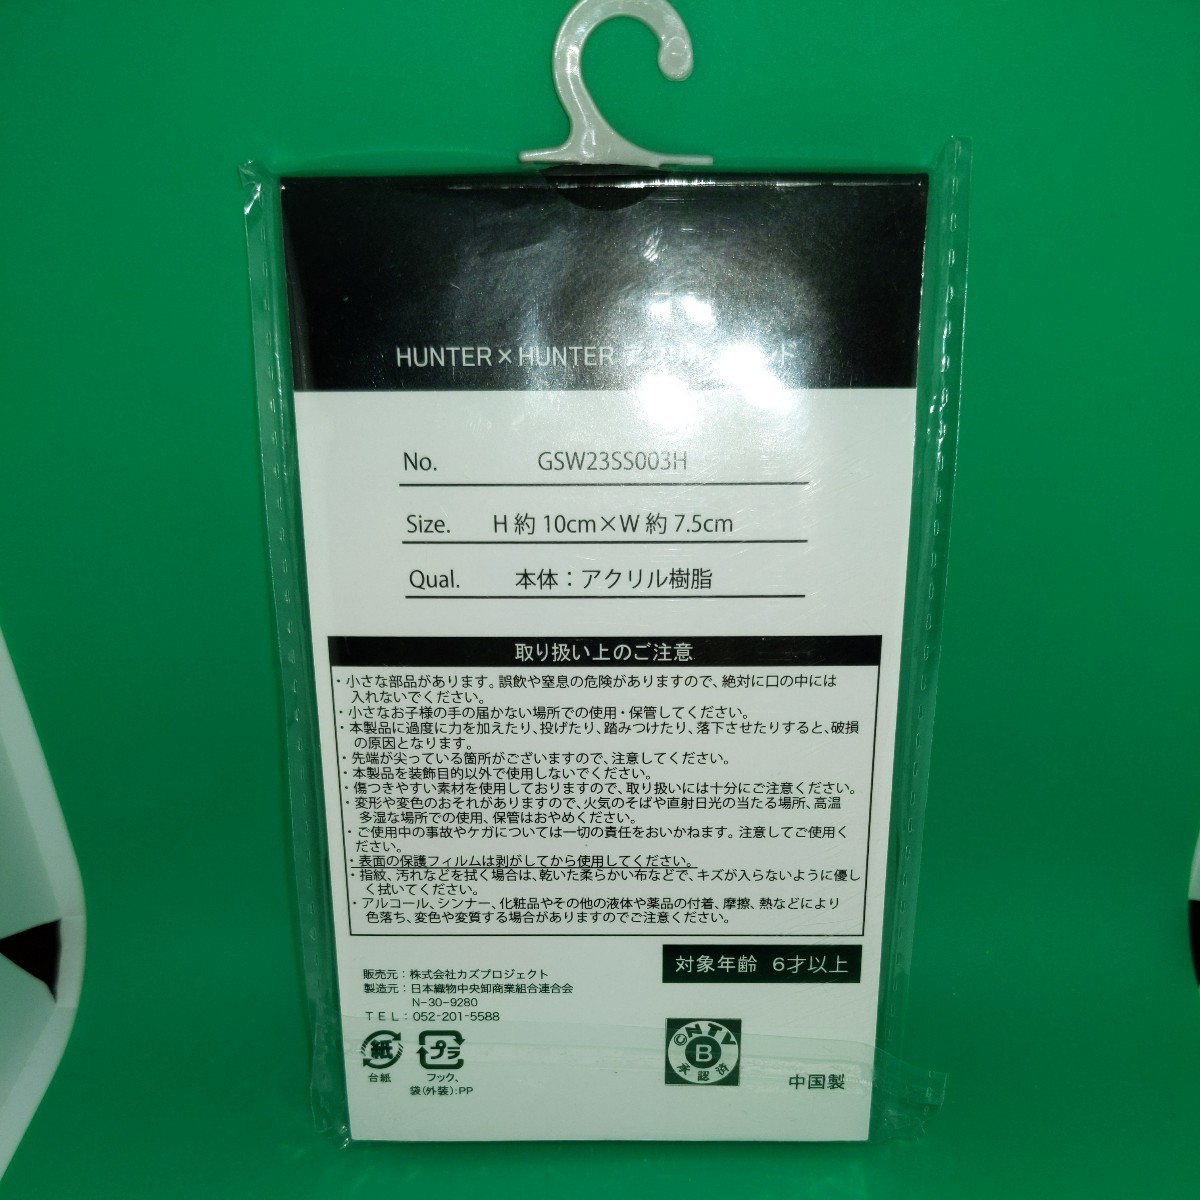 HUNTER×HUNTER アクリルスタンド
No. GSW23SS003H
Size. H 約 10cm×W 約 7.5cm
Qual. 本体：アクリル樹脂
取り扱い上のご注意
・小さな部品があります。誤飲や窒息の危険がありますので、絶対に口の中には
入れないでください。
・小さなお子様の手の届かない場所での使用・保管してください。
・本製品に過度に力を加えたり、投げたり、踏みつけたり、落下させたりすると、破損
の原因となります。
・先端が尖っている箇所がございますので、注意してください。
・本製品を装飾目的以外で使用しないでください。
・傷つきやすい素材を使用しておりますので、取り扱いには十分にご注意ください。
・変形や変色のおそれがありますので、火気のそばや直射日光の当たる場所、高温
多湿な場所での使用、保管はおやめください。
・ご使用中の事故やケガについては一切の責任をおいかねます。注意してご使用く
ださい。
・表面の保護フィルムは剥がしてから使用してください。
・指紋、汚れなどを拭く場合は、乾いた柔らかい布などで、キズが入らないように優し
く拭いてください。
・アルコール、シンナー、化粧品やその他の液体や薬品の付着、摩擦、熱などにより
色落ち、変色や変質する場合がありますのでご注意ください。
対象年齢 6才以上
販売元：株式会社カズプロジェクト
製造元：日本織物中央卸商業組合連合会
N-30-9280
ＴＥＬ：052-201-5588
紙
台紙
プラ
フック、
袋(外装):PP
©NTV
B
承認済
中国製